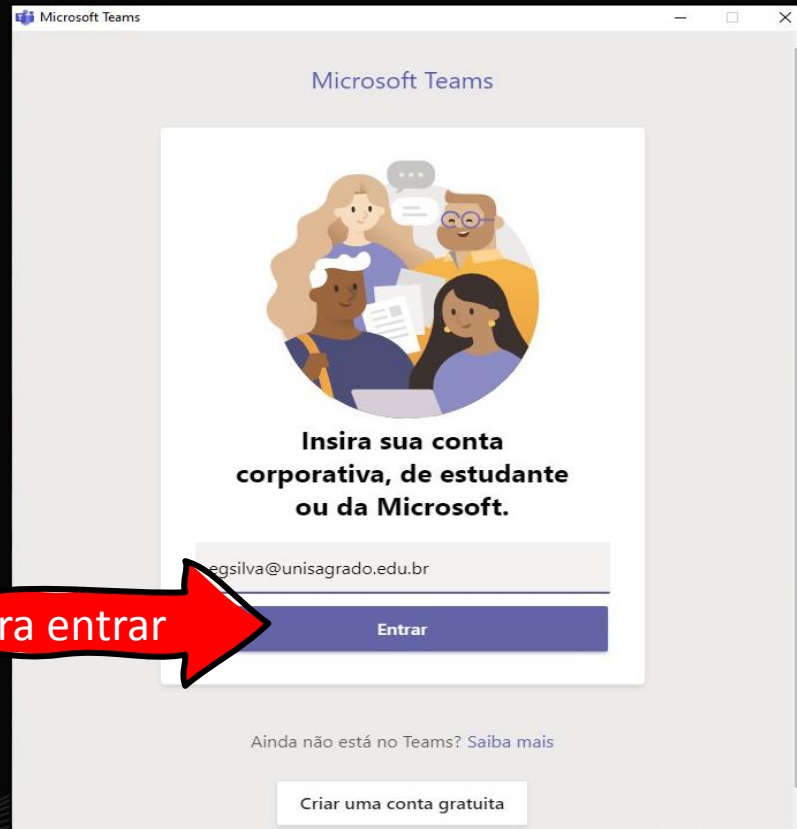 Microsoft Teams
Microsoft Teams
Insira sua conta
corporativa, de estudante
ou da Microsoft.
egsilva@unisagrado.edu.br
ra entrar
Entrar
Ainda não está no Teams? Saiba mais
Criar uma conta gratuita